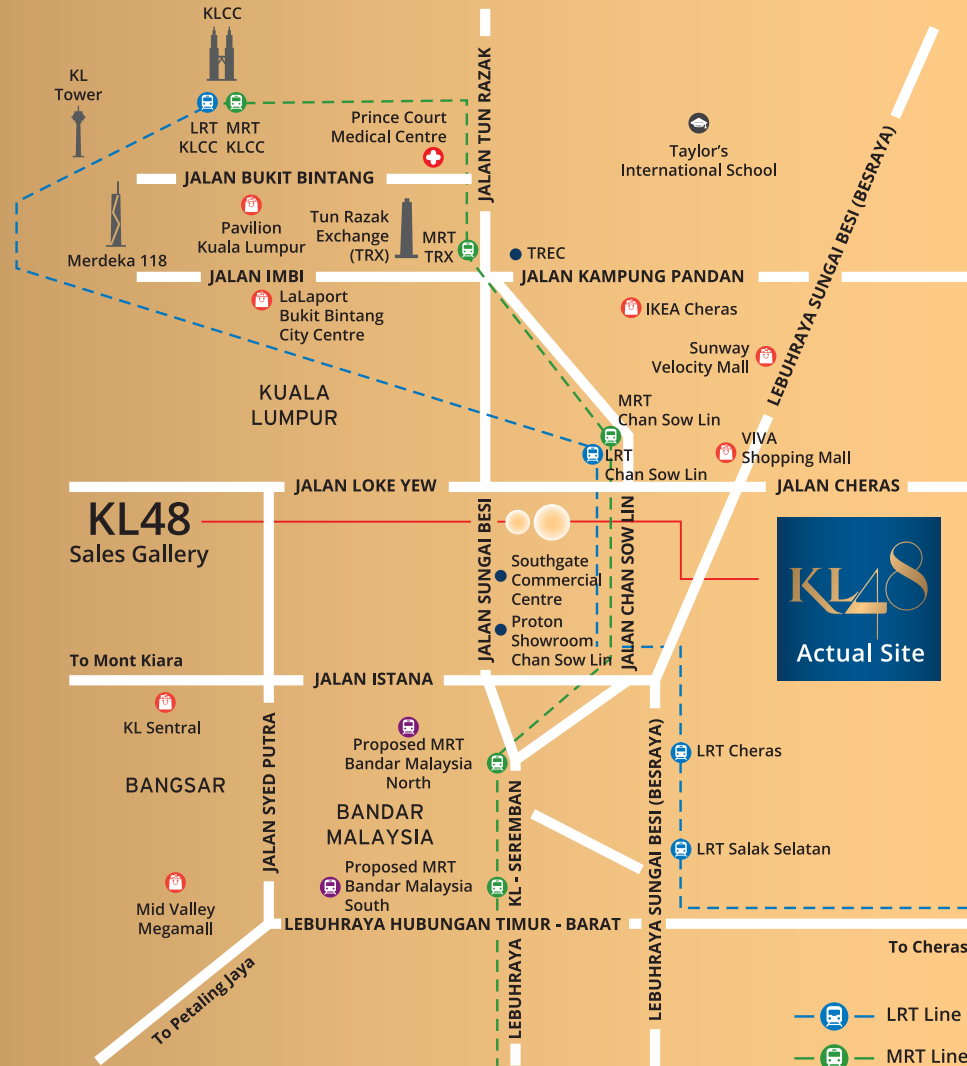 KLCC
KL
Tower
LRT
KLCC
MRT
KLCC
Prince Court
Medical Centre
JALAN TUN RAZAK
Taylor's
International School
LEBUHRAYA SUNGAI BESI (BESRAYA)
JALAN BUKIT BINTANG
Merdeka 118
Pavilion
Kuala Lumpur
Tun Razak
Exchange
(TRX)
MRT
TRX
TREC
JALAN IMBI
JALAN KAMPUNG PANDAN
LaLaport
Bukit Bintang
City Centre
IKEA Cheras
Sunway
Velocity Mall
KUALA
LUMPUR
MRT
Chan Sow Lin
LRT
Chan Sow Lin
VIVA
Shopping Mall
JALAN LOKE YEW
JALAN CHERAS
KL48
Sales Gallery
JALAN SUNGAI BESI
Southgate
Commercial
Centre
Proton
Showroom
Chan Sow Lin
JALAN CHAN SOW LIN
KL48
Actual Site
To Mont Kiara
JALAN ISTANA
KL Sentral
BANGSAR
JALAN SYED PUTRA
Proposed MRT
Bandar Malaysia
North
BANDAR
MALAYSIA
Proposed MRT
Bandar Malaysia
South
LEBUHRAYA KL - SEREMBAN
LEBUHRAYA SUNGAI BESI (BESRAYA)
LRT Cheras
LRT Salak Selatan
Mid Valley
Megamall
LEBUHRAYA HUBUNGAN TIMUR - BARAT
To Cheras
To Petaling Jaya
LRT Line
MRT Line